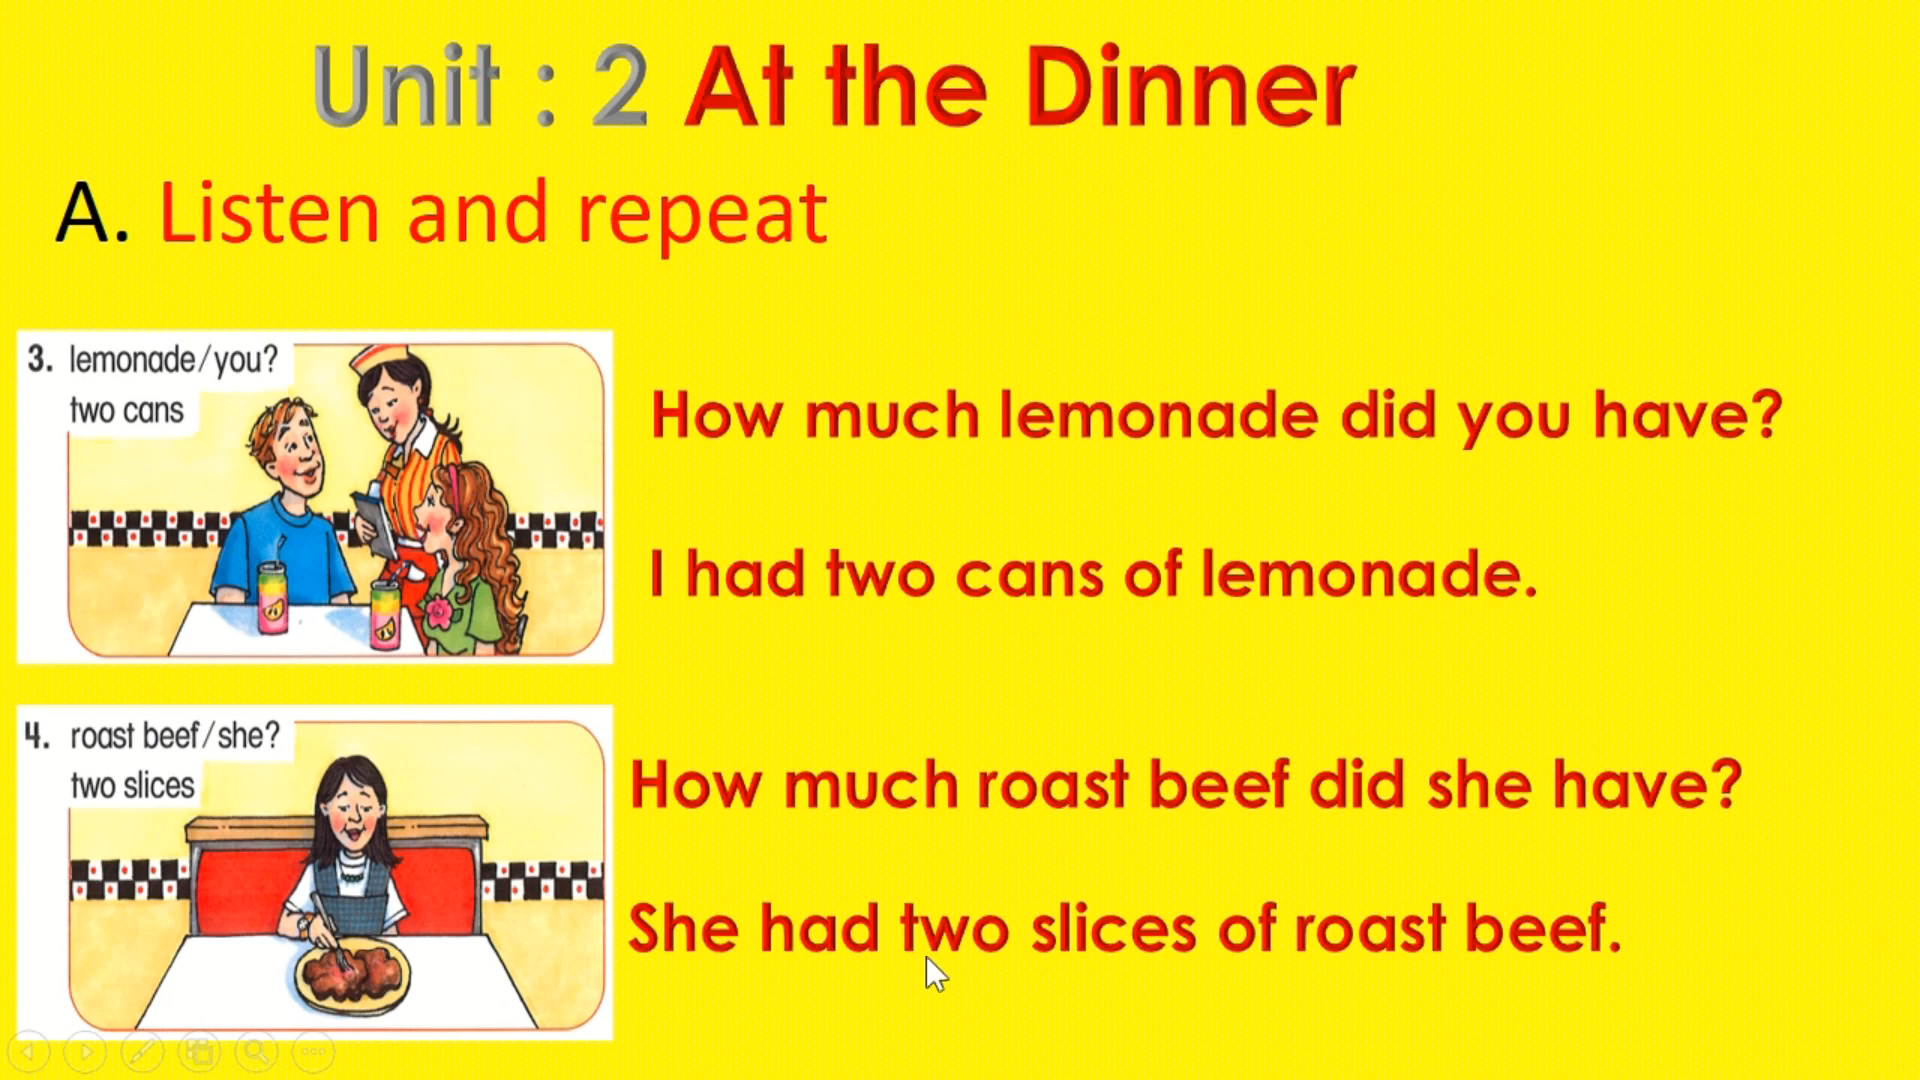 Unit : 2 At the Dinner
A. Listen and repeat
3. lemonade/you?
two cans
How much lemonade did you have?
I had two cans of lemonade.
4. roast beef/she?
two slices
How much roast beef did she have?
She had two slices of roast beef.